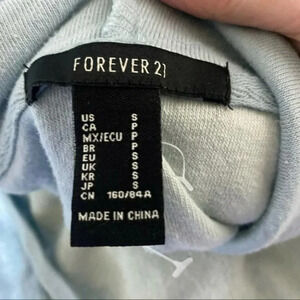 FOREVER 21
US S
CA P
MX/ECU P
BR P
EU S
UK S
KR S
JP S
CN 160/84A
MADE IN CHINA